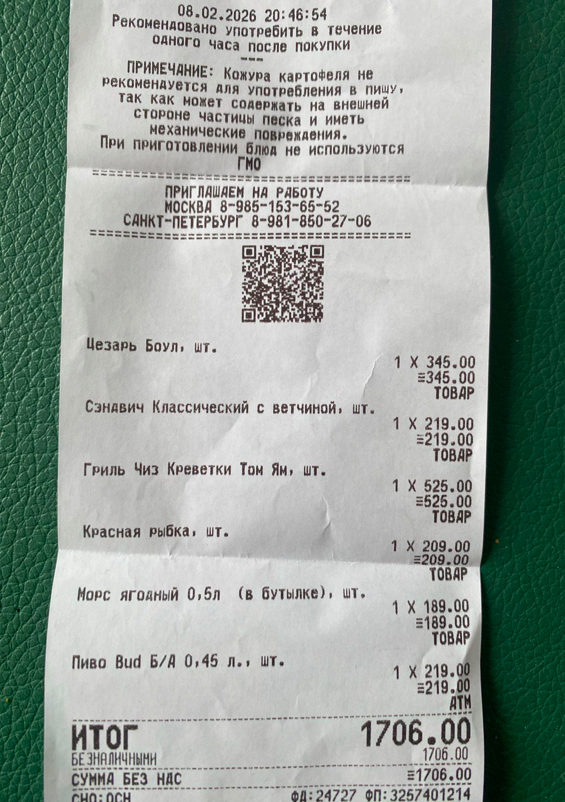 08.02.2026 20:46:54
Рекомендовано употребить в течение
одного часа после покупки
---
ПРИМЕЧАНИЕ: Кожура картофеля не
рекомендуется для употребления в пищу,
так как может содержать на внешней
стороне частицы песка и иметь
механические повреждения.
При приготовлении блюд не используются
ГМО
========================================
ПРИГЛАШАЕМ НА РАБОТУ
МОСКВА 8-985-153-65-52
САНКТ-ПЕТЕРБУРГ 8-981-850-27-06
========================================
Цезарь Боул, шт.
1 X 345.00
≡345.00
ТОВАР
Сэндвич Классический с ветчиной, шт.
1 X 219.00
≡219.00
ТОВАР
Гриль Чиз Креветки Том Ям, шт.
1 X 525.00
≡525.00
ТОВАР
Красная рыбка, шт.
1 X 209.00
≡209.00
ТОВАР
Морс ягодный 0,5л (в бутылке), шт.
1 X 189.00
≡189.00
ТОВАР
Пиво Bud Б/А 0,45 л., шт.
1 X 219.00
≡219.00
АТМ
ИТОГ 1706.00
БЕЗНАЛИЧНЫМИ 1706.00
СУММА БЕЗ НДС ≡1706.00
СНО:ОСН ФД:24727 ФП:3257401214